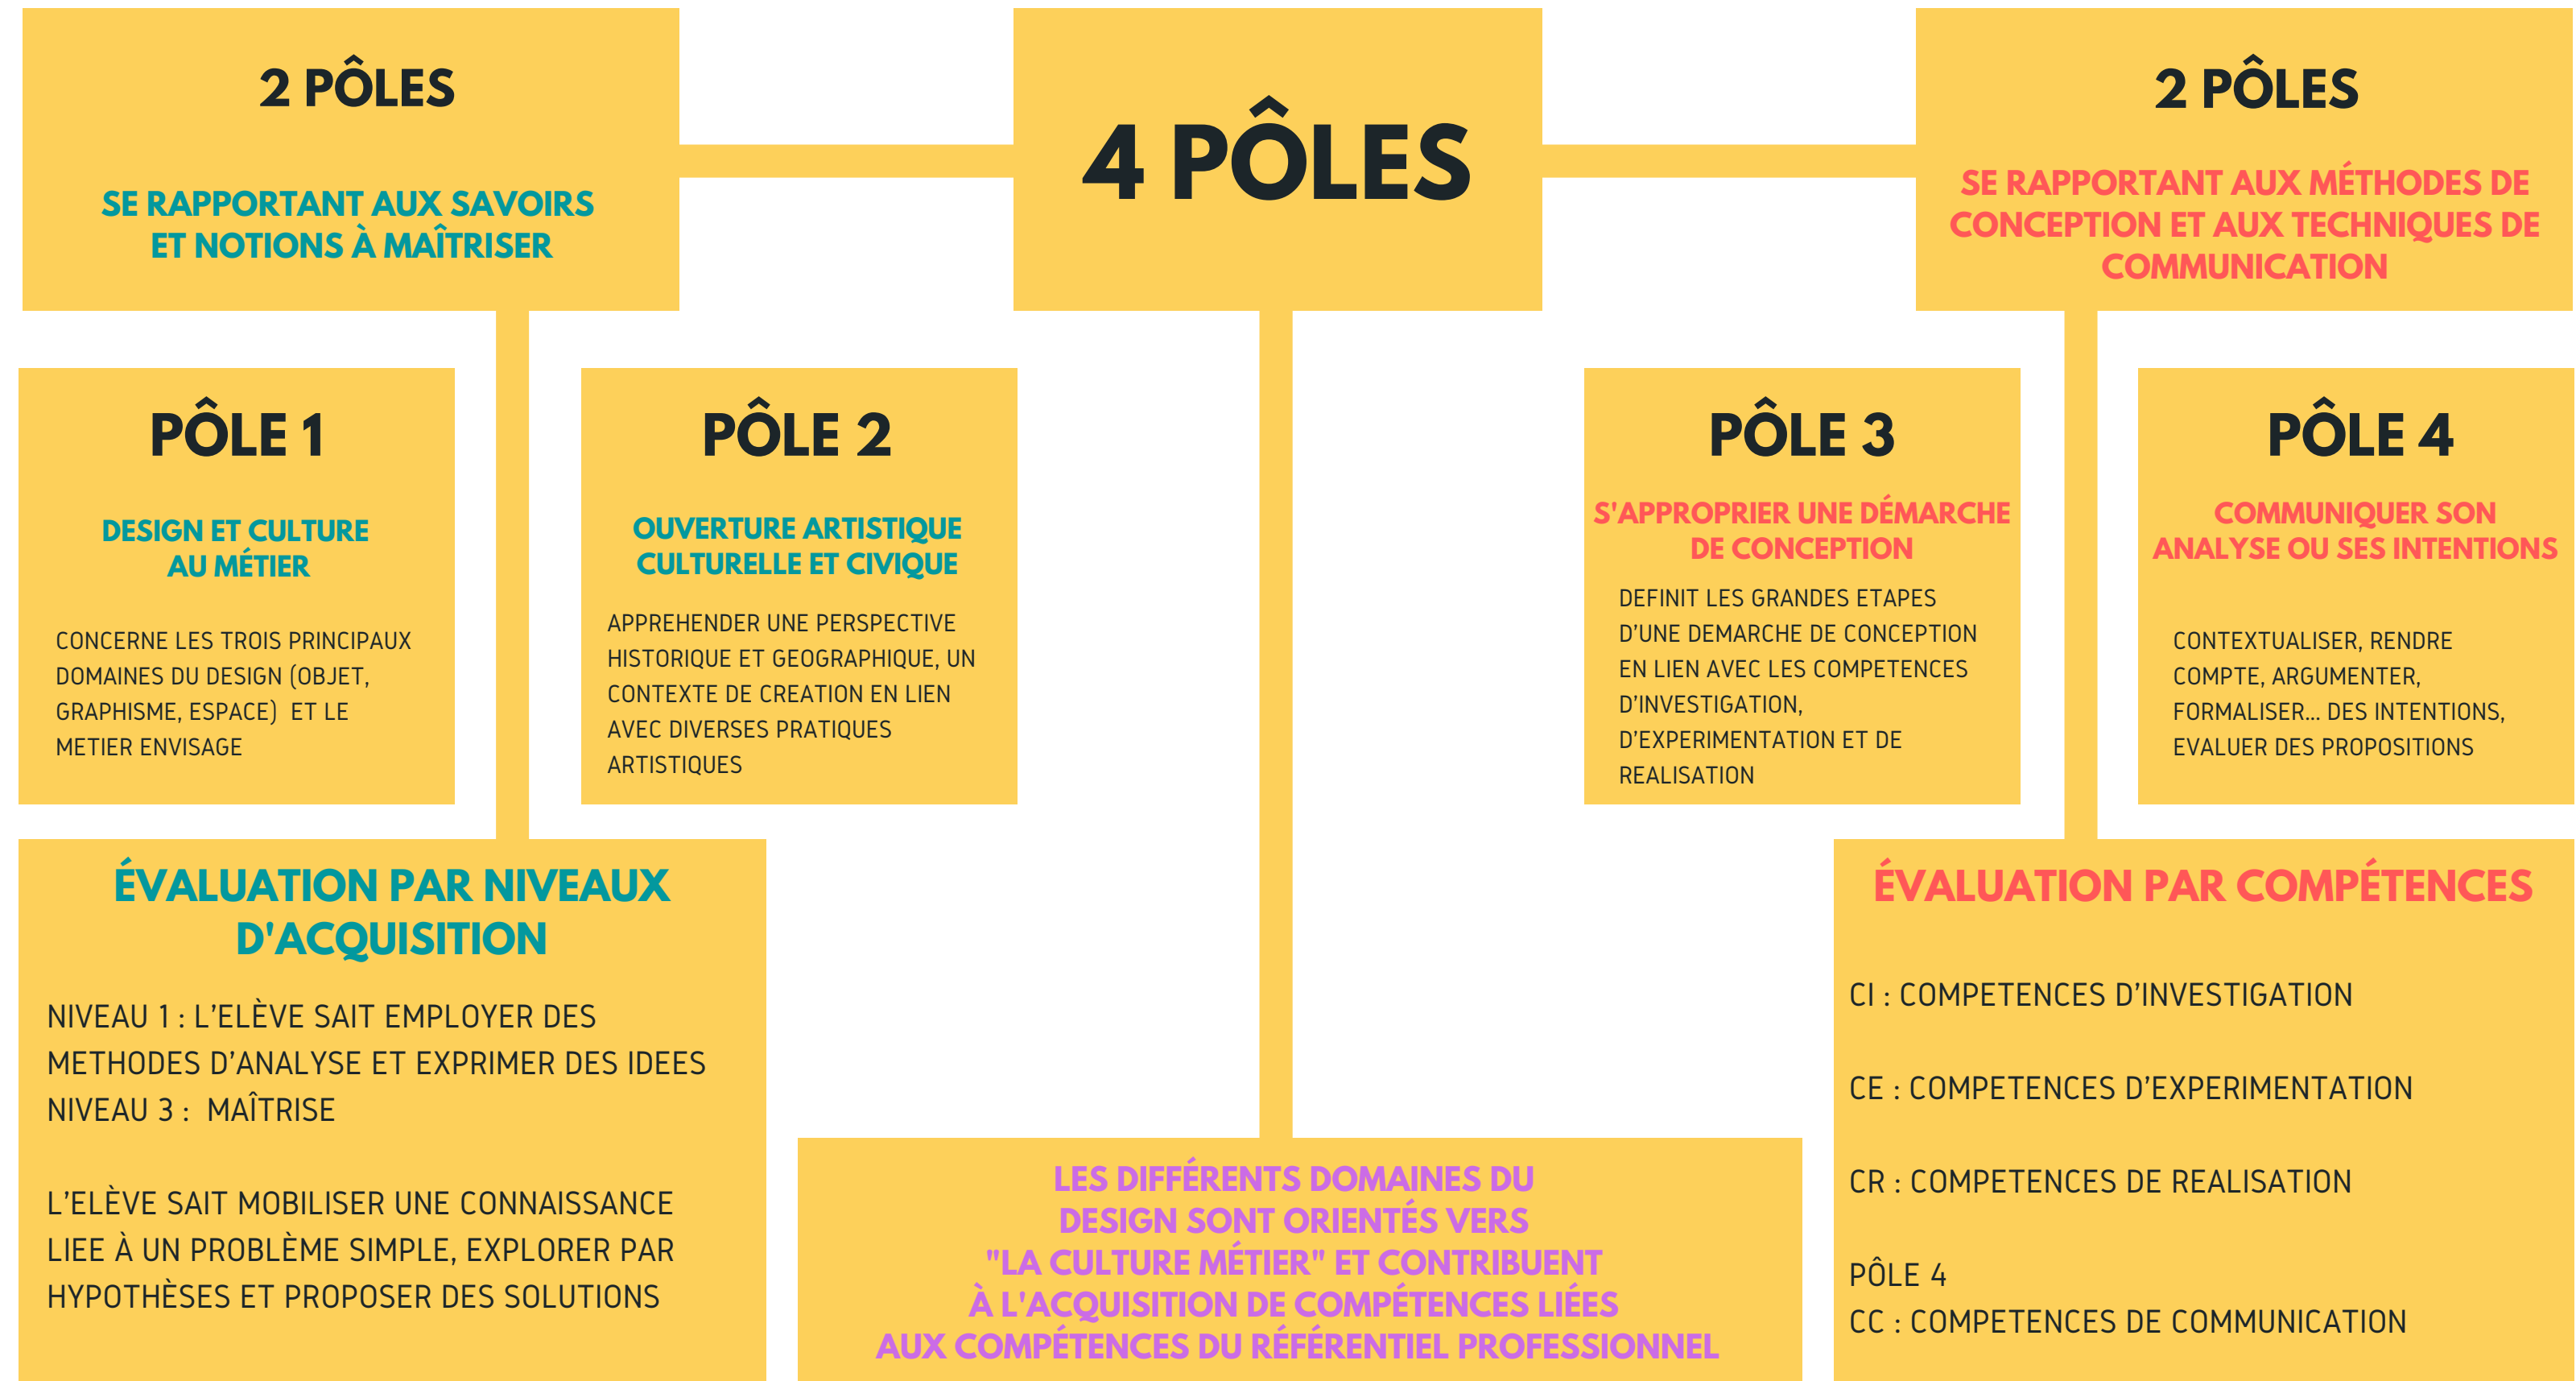 2 PÔLES
SE RAPPORTANT AUX SAVOIRS
ET NOTIONS À MAÎTRISER
4 PÔLES
2 PÔLES
SE RAPPORTANT AUX MÉTHODES DE
CONCEPTION ET AUX TECHNIQUES DE
COMMUNICATION
PÔLE 1
DESIGN ET CULTURE
AU MÉTIER
CONCERNE LES TROIS PRINCIPAUX
DOMAINES DU DESIGN (OBJET,
GRAPHISME, ESPACE) ET LE
METIER ENVISAGE
PÔLE 2
OUVERTURE ARTISTIQUE
CULTURELLE ET CIVIQUE
APPREHENDER UNE PERSPECTIVE
HISTORIQUE ET GEOGRAPHIQUE, UN
CONTEXTE DE CREATION EN LIEN
AVEC DIVERSES PRATIQUES
ARTISTIQUES
PÔLE 3
S'APPROPRIER UNE DÉMARCHE
DE CONCEPTION
DEFINIT LES GRANDES ETAPES
D’UNE DEMARCHE DE CONCEPTION
EN LIEN AVEC LES COMPETENCES
D’INVESTIGATION,
D’EXPERIMENTATION ET DE
REALISATION
PÔLE 4
COMMUNIQUER SON
ANALYSE OU SES INTENTIONS
CONTEXTUALISER, RENDRE
COMPTE, ARGUMENTER,
FORMALISER... DES INTENTIONS,
EVALUER DES PROPOSITIONS
ÉVALUATION PAR NIVEAUX
D'ACQUISITION
NIVEAU 1 : L’ELÈVE SAIT EMPLOYER DES
METHODES D’ANALYSE ET EXPRIMER DES IDEES
NIVEAU 3 : MAÎTRISE
L’ELÈVE SAIT MOBILISER UNE CONNAISSANCE
LIEE À UN PROBLÈME SIMPLE, EXPLORER PAR
HYPOTHÈSES ET PROPOSER DES SOLUTIONS
LES DIFFÉRENTS DOMAINES DU
DESIGN SONT ORIENTÉS VERS
"LA CULTURE MÉTIER" ET CONTRIBUENT
À L'ACQUISITION DE COMPÉTENCES LIÉES
AUX COMPÉTENCES DU RÉFÉRENTIEL PROFESSIONNEL
ÉVALUATION PAR COMPÉTENCES
CI : COMPETENCES D’INVESTIGATION
CE : COMPETENCES D’EXPERIMENTATION
CR : COMPETENCES DE REALISATION
PÔLE 4
CC : COMPETENCES DE COMMUNICATION